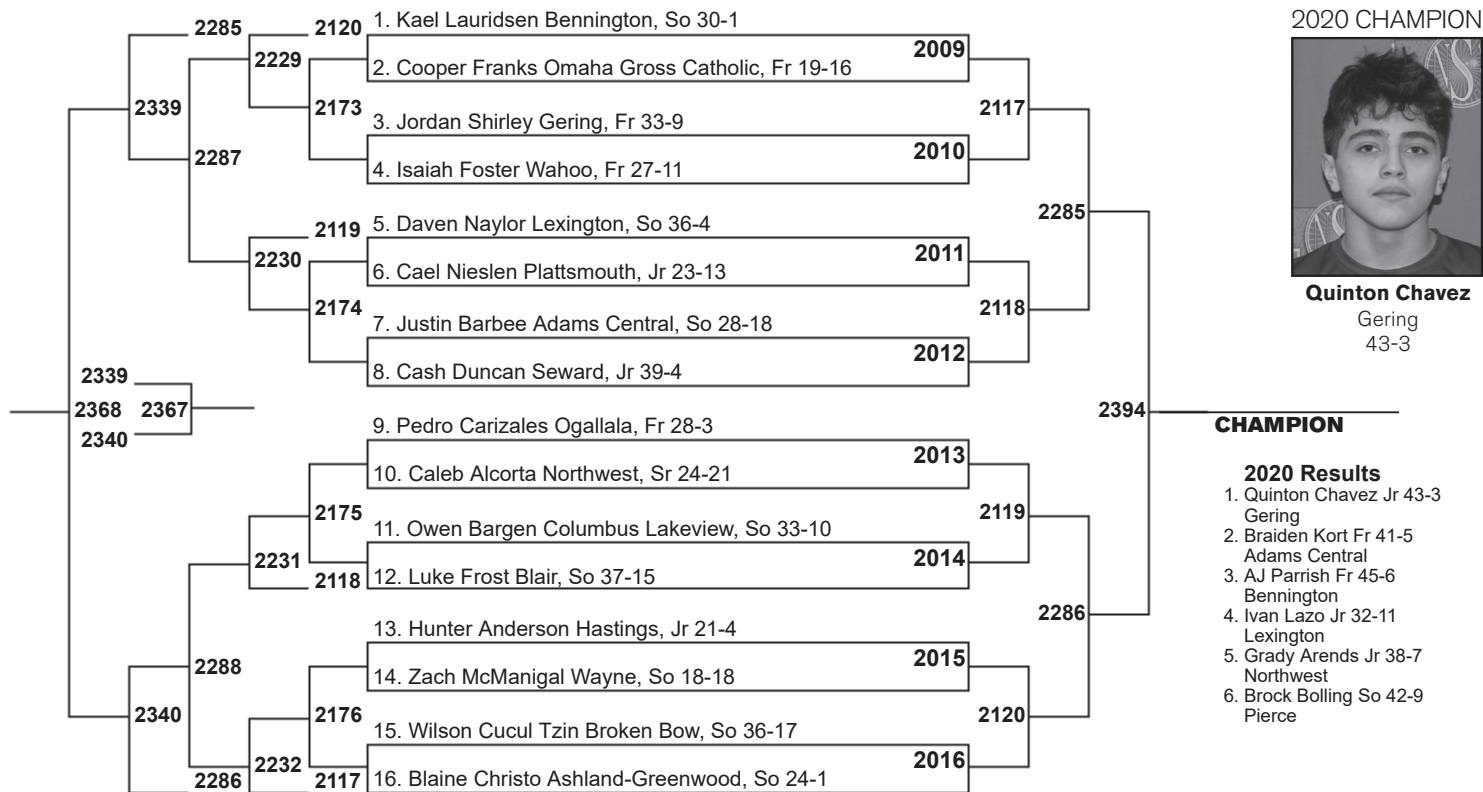 2020 CHAMPION
Quinton Chavez
Gering
43-3
2285
2120
1. Kael Lauridsen Bennington, So 30-1
2009
2229
2. Cooper Franks Omaha Gross Catholic, Fr 19-16
2339
2173
2117
3. Jordan Shirley Gering, Fr 33-9
2010
2287
4. Isaiah Foster Wahoo, Fr 27-11
2285
2119
5. Daven Naylor Lexington, So 36-4
2011
2230
6. Cael Nieslen Plattsmouth, Jr 23-13
2174
2118
7. Justin Barbee Adams Central, So 28-18
2012
8. Cash Duncan Seward, Jr 39-4
2339
2368
2367
2340
2394
CHAMPION
9. Pedro Carizales Ogallala, Fr 28-3
2013
10. Caleb Alcorta Northwest, Sr 24-21
2175
2119
11. Owen Bargen Columbus Lakeview, So 33-10
2014
2231
2118
12. Luke Frost Blair, So 37-15
2286
13. Hunter Anderson Hastings, Jr 21-4
2015
2288
14. Zach McManigal Wayne, So 18-18
2340
2176
2120
15. Wilson Cucul Tzin Broken Bow, So 36-17
2016
2232
2286
2117
16. Blaine Christo Ashland-Greenwood, So 24-1
2020 Results
1. Quinton Chavez Jr 43-3
Gering
2. Braiden Kort Fr 41-5
Adams Central
3. AJ Parrish Fr 45-6
Bennington
4. Ivan Lazo Jr 32-11
Lexington
5. Grady Arends Jr 38-7
Northwest
6. Brock Bolling So 42-9
Pierce